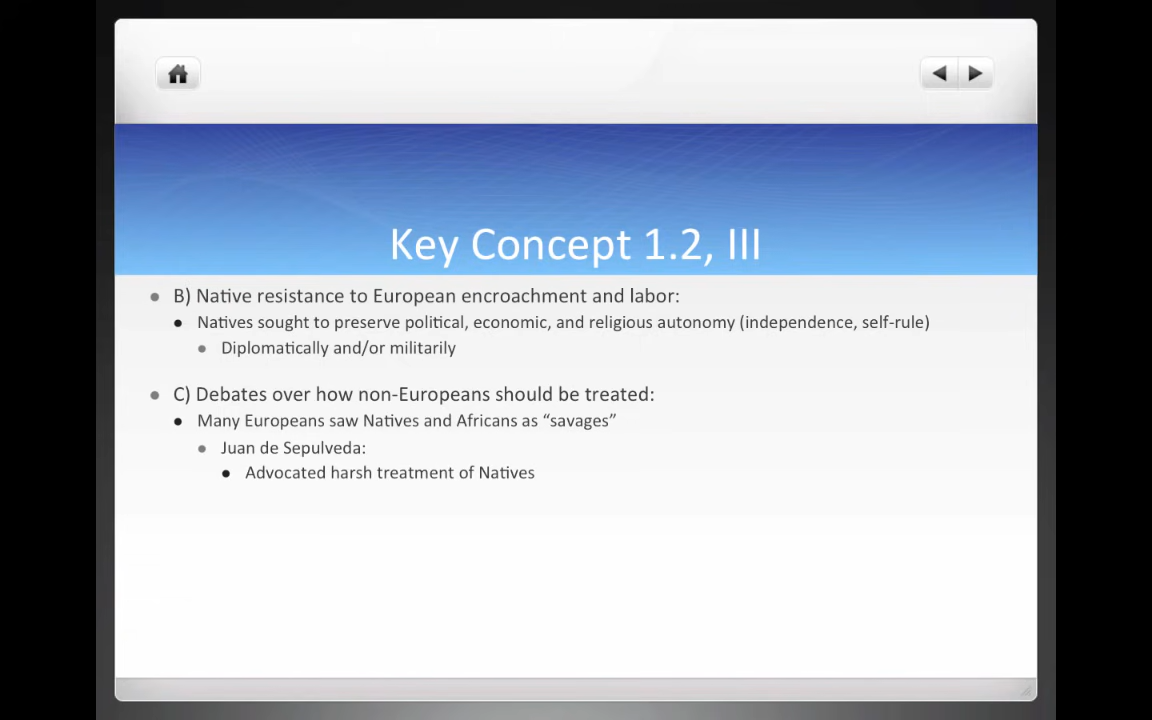 Key Concept 1.2, III
B) Native resistance to European encroachment and labor:
Natives sought to preserve political, economic, and religious autonomy (independence, self-rule)
Diplomatically and/or militarily
C) Debates over how non-Europeans should be treated:
Many Europeans saw Natives and Africans as “savages”
Juan de Sepulveda:
Advocated harsh treatment of Natives